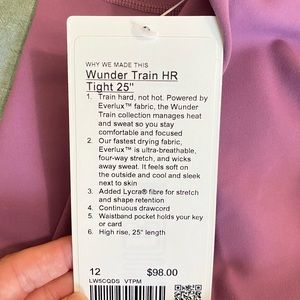 WHY WE MADE THIS
Wunder Train HR
Tight 25"
1. Train hard, not hot. Powered by
Everlux™ fabric, the Wunder
Train collection manages heat
and sweat so you stay
comfortable and focused
2. Our fastest drying fabric,
Everlux™ is ultra-breathable,
four-way stretch, and wicks
away sweat. It feels soft on
the outside and cool and sleek
next to skin
3. Added Lycra® fibre for stretch
and shape retention
4. Continuous drawcord
5. Waistband pocket holds your key
or card
6. High rise, 25" length
12 $98.00
LW5CQDS VTPM